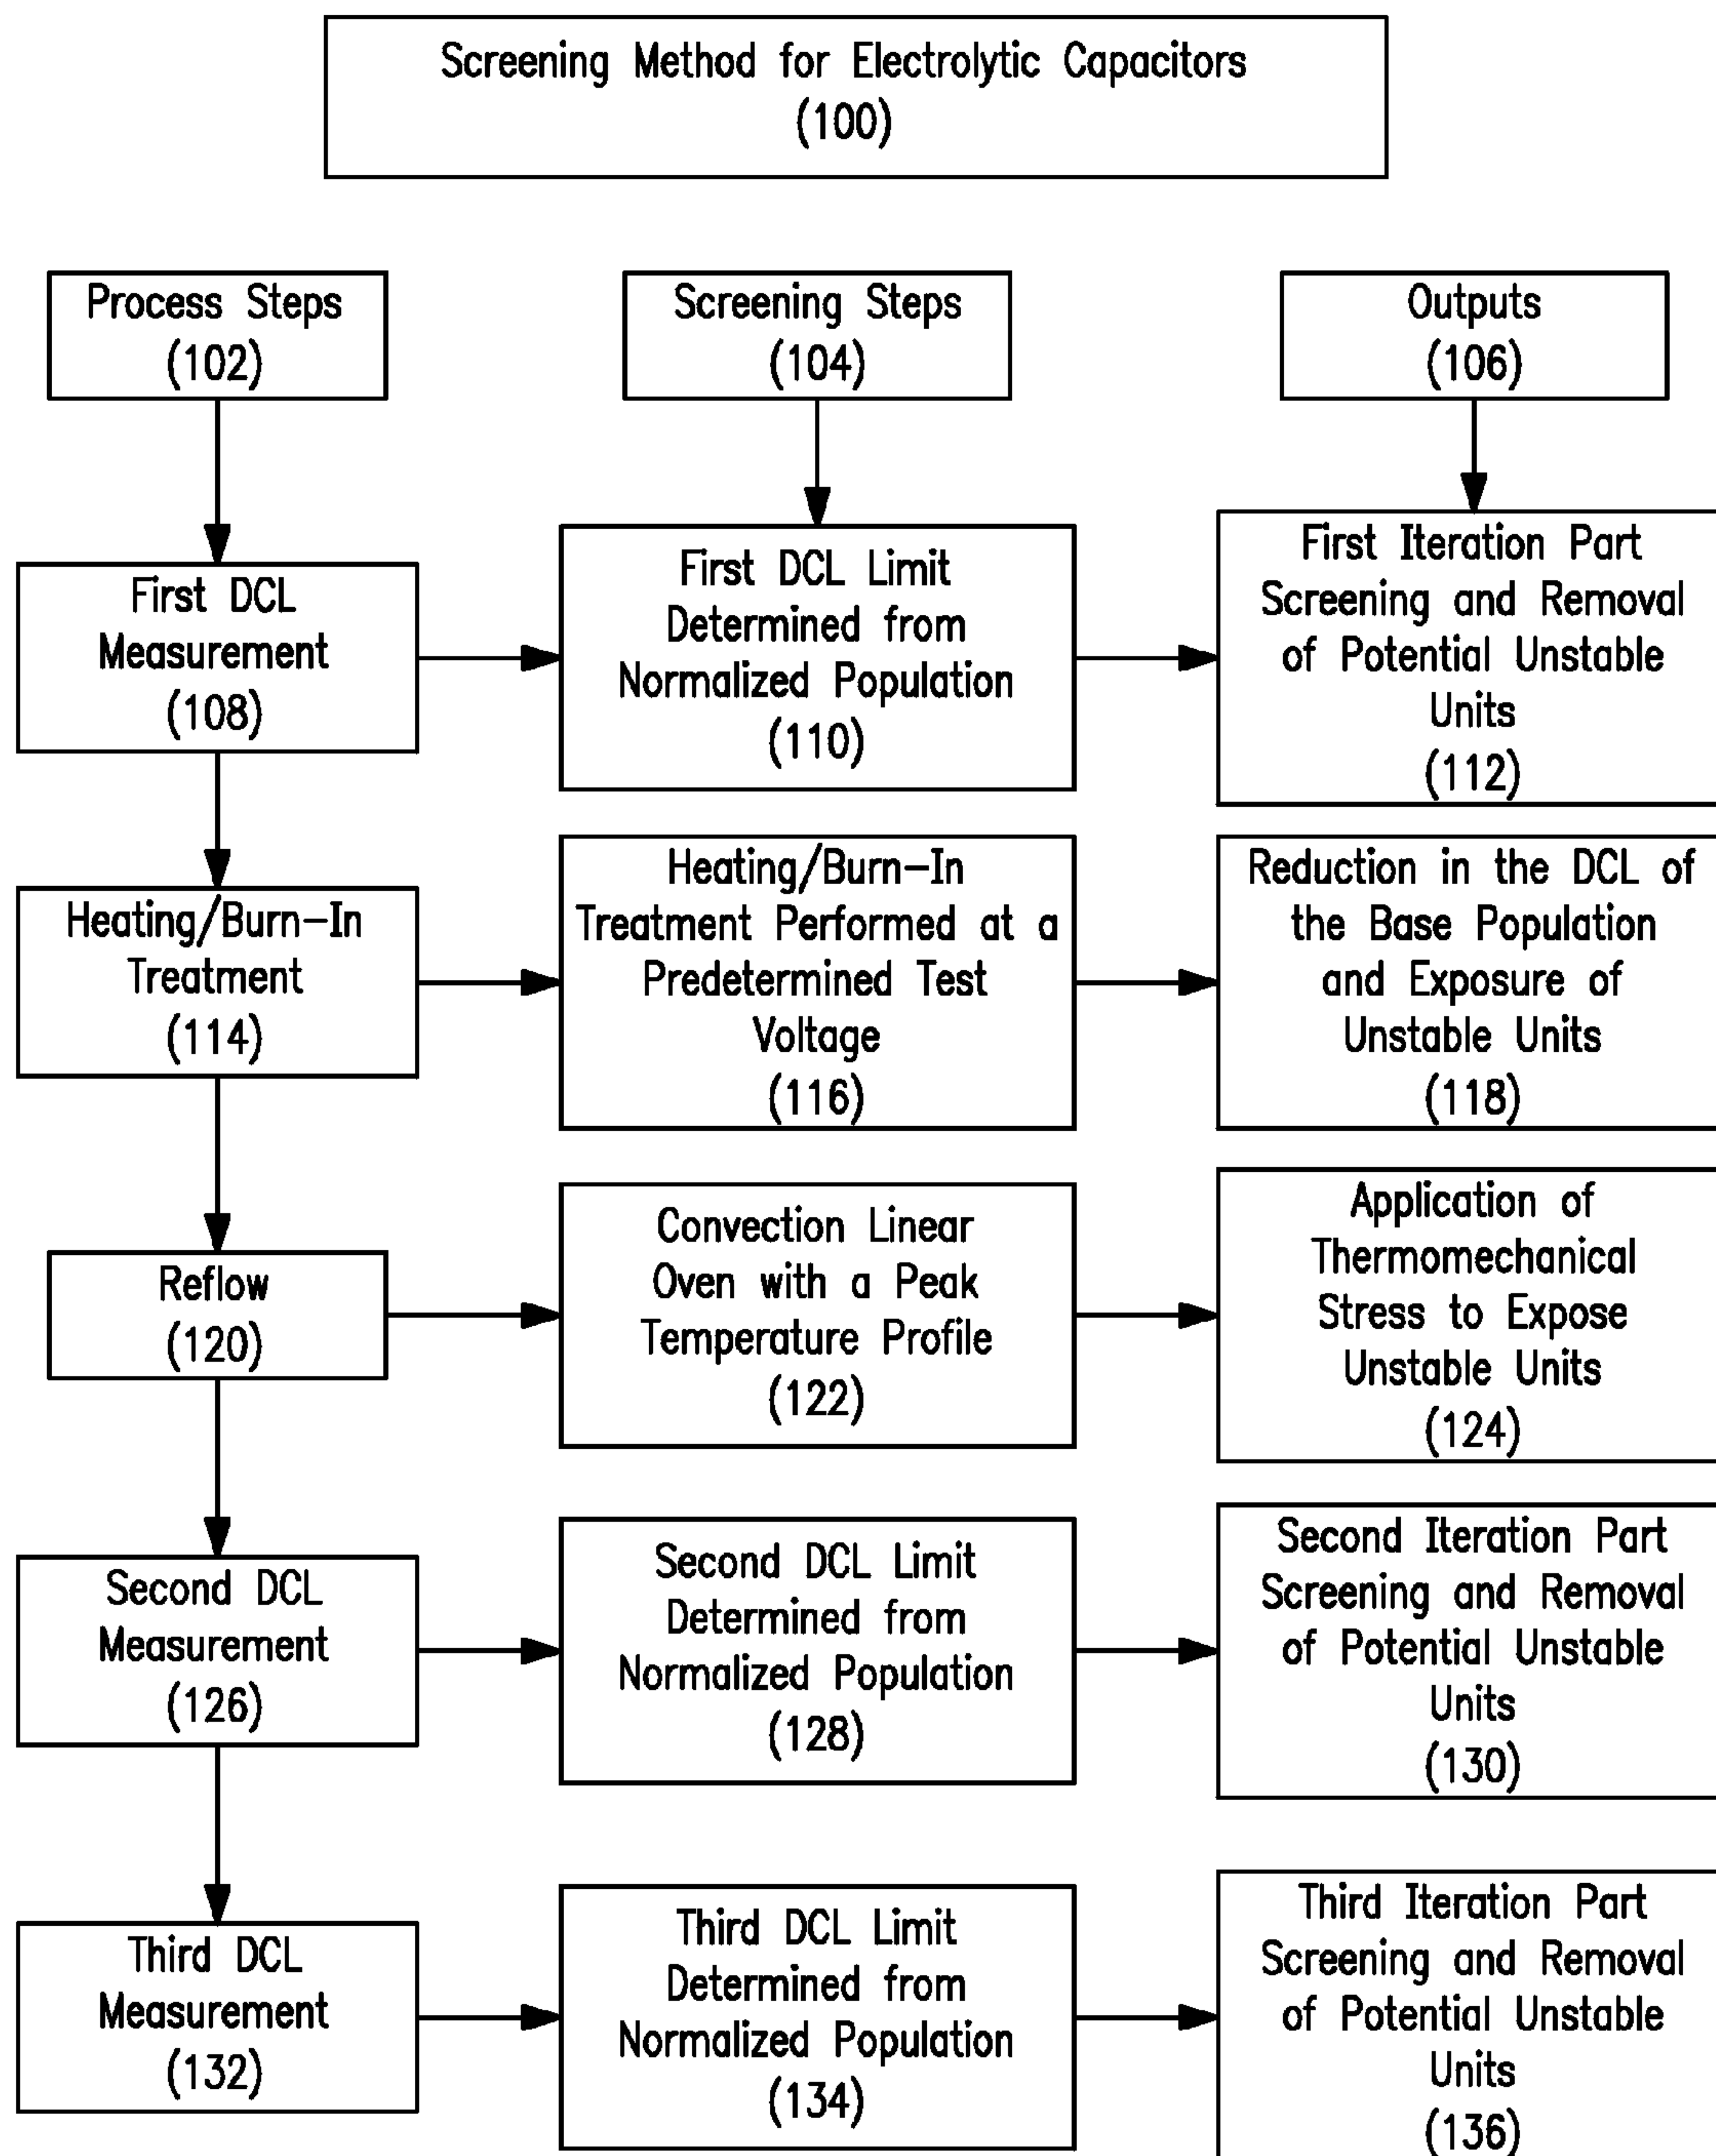 Screening Method for Electrolytic Capacitors
(100)
Process Steps
(102)
Screening Steps
(104)
Outputs
(106)
First DCL
Measurement
(108)
First DCL Limit
Determined from
Normalized Population
(110)
First Iteration Part
Screening and Removal
of Potential Unstable
Units
(112)
Heating/Burn-In
Treatment
(114)
Heating/Burn-In
Treatment Performed at a
Predetermined Test
Voltage
(116)
Reduction in the DCL of
the Base Population
and Exposure of
Unstable Units
(118)
Reflow
(120)
Convection Linear
Oven with a Peak
Temperature Profile
(122)
Application of
Thermomechanical
Stress to Expose
Unstable Units
(124)
Second DCL
Measurement
(126)
Second DCL Limit
Determined from
Normalized Population
(128)
Second Iteration Part
Screening and Removal
of Potential Unstable
Units
(130)
Third DCL
Measurement
(132)
Third DCL Limit
Determined from
Normalized Population
(134)
Third Iteration Part
Screening and Removal
of Potential Unstable
Units
(136)